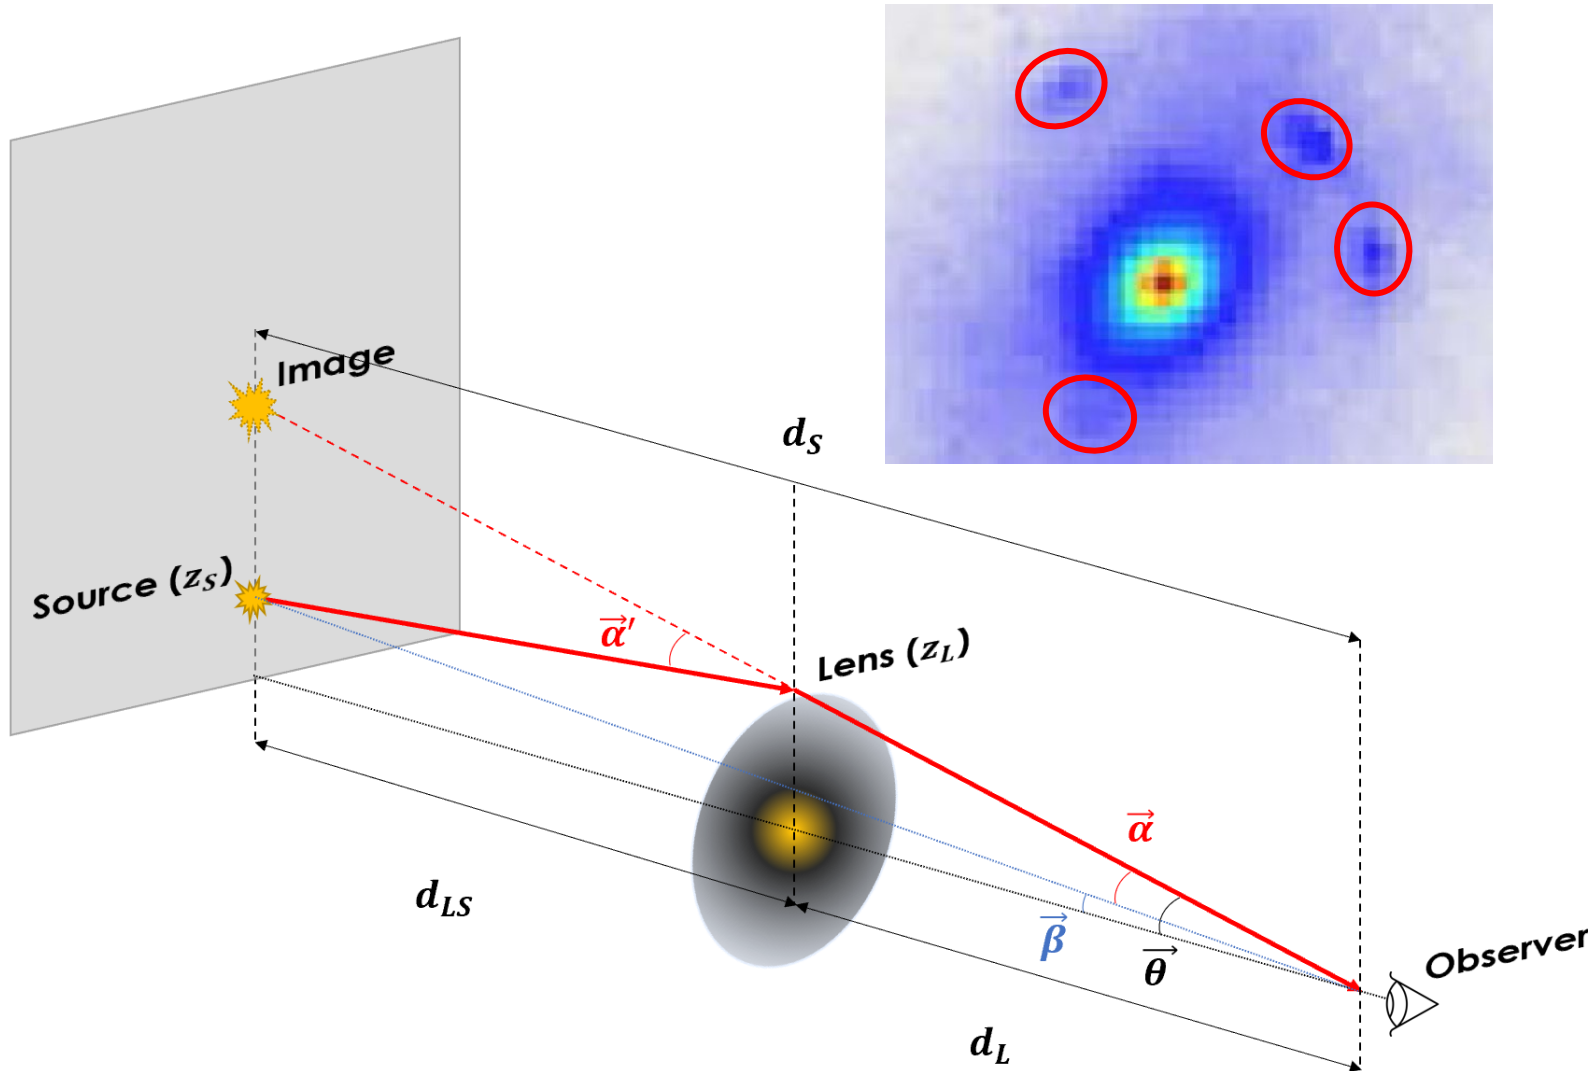 Image
d_S
Source (z_S)
α⃗′
Lens (z_L)
α⃗
d_LS
β⃗
θ⃗
Observer
d_L